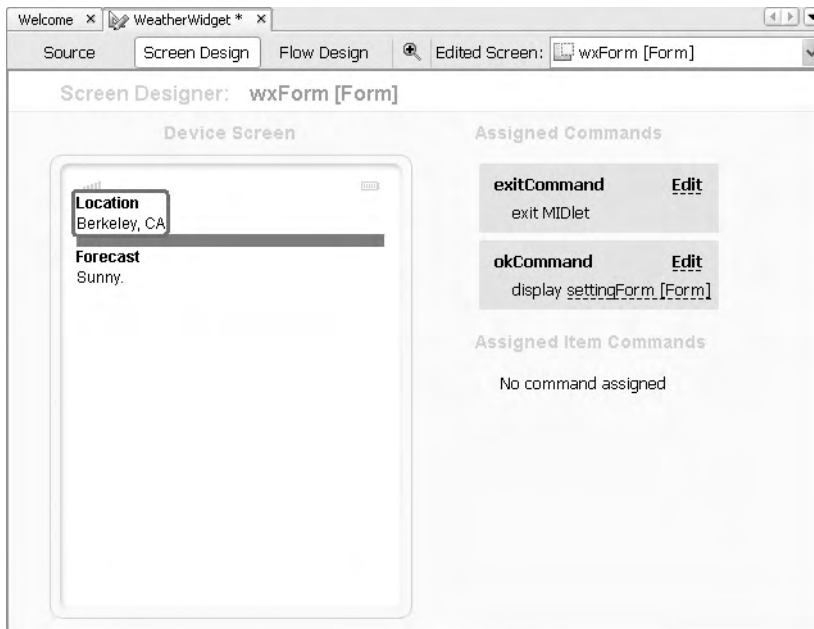 Welcome × WeatherWidget * ×
Source Screen Design Flow Design Edited Screen: wxForm [Form]
Screen Designer: wxForm [Form]
Device Screen
Location
Berkeley, CA
Forecast
Sunny.
Assigned Commands
exitCommand Edit
exit MIDlet
okCommand Edit
display settingForm [Form]
Assigned Item Commands
No command assigned